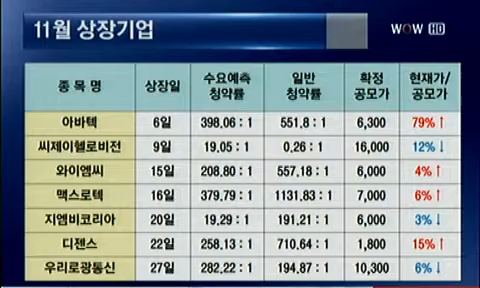 11월 상장기업
WOW HD
종 목 명 상장일 수요예측 청약률 일반 청약률 확정 공모가 현재가/ 공모가
아바텍 6일 398.06 : 1 551.8 : 1 6,300 79% ↑
씨제이헬로비전 9일 19.05 : 1 0.26 : 1 16,000 12% ↓
와이엠씨 15일 208.80 : 1 557.18 : 1 6,000 4% ↑
맥스로텍 16일 379.79 : 1 1131.83 : 1 7,000 6% ↑
지엠비코리아 20일 19.29 : 1 191.21 : 1 6,000 3% ↓
디젠스 22일 258.13 : 1 710.64 : 1 1,800 15% ↑
우리로광통신 27일 282.22 : 1 194.87 : 1 10,300 6% ↓